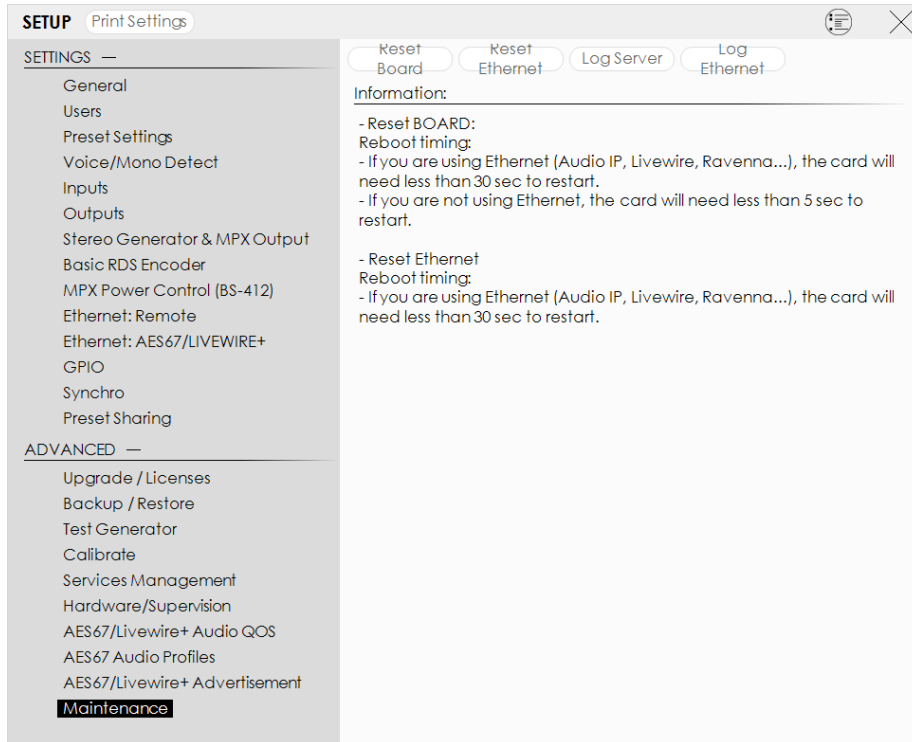 SETUP Print Settings
SETTINGS —
General
Users
Preset Settings
Voice/Mono Detect
Inputs
Outputs
Stereo Generator & MPX Output
Basic RDS Encoder
MPX Power Control (BS-412)
Ethernet: Remote
Ethernet: AES67/LIVEWIRE+
GPIO
Synchro
Preset Sharing
ADVANCED —
Upgrade / Licenses
Backup / Restore
Test Generator
Calibrate
Services Management
Hardware/Supervision
AES67/Livewire+ Audio QOS
AES67 Audio Profiles
AES67/Livewire+ Advertisement
Maintenance
Reset
Board
Reset
Ethernet
Log Server
Log
Ethernet
Information:
- Reset BOARD:
Reboot timing:
- If you are using Ethernet (Audio IP, Livewire, Ravenna...), the card will
need less than 30 sec to restart.
- If you are not using Ethernet, the card will need less than 5 sec to
restart.
- Reset Ethernet
Reboot timing:
- If you are using Ethernet (Audio IP, Livewire, Ravenna...), the card will
need less than 30 sec to restart.